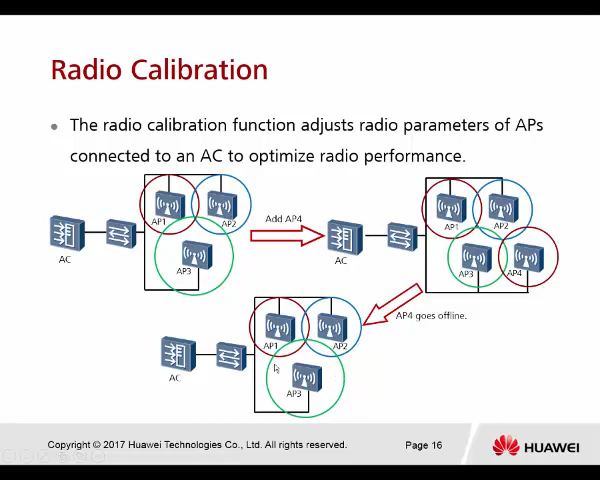 Radio Calibration
The radio calibration function adjusts radio parameters of APs
connected to an AC to optimize radio performance.
AP1
AP2
AP3
AC
Add AP4
AP1
AP2
AP3
AP4
AC
AP4 goes offline.
AP1
AP2
AP3
AC
Copyright © 2017 Huawei Technologies Co., Ltd. All rights reserved.
Page 16
HUAWEI